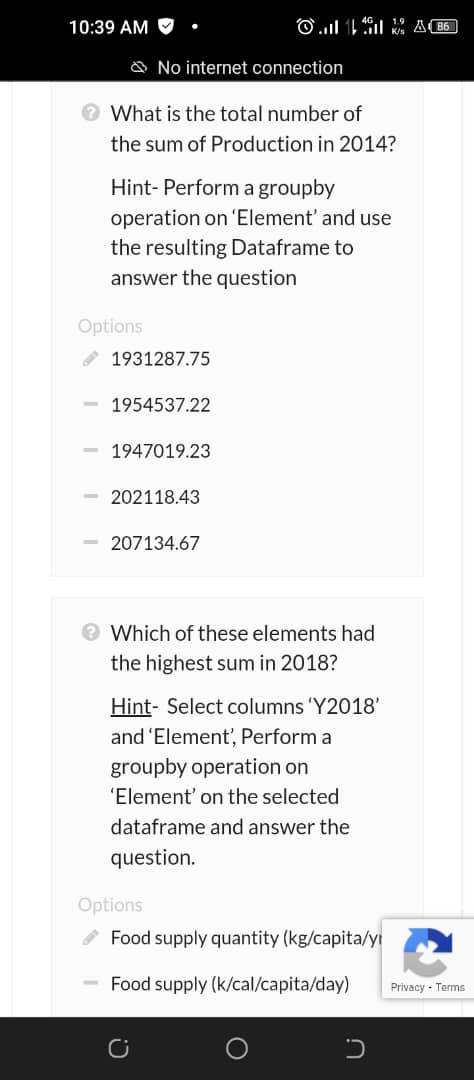 10:39 AM
4G 1.9 K/s 86
No internet connection
What is the total number of
the sum of Production in 2014?
Hint- Perform a groupby
operation on ‘Element’ and use
the resulting Dataframe to
answer the question
Options
1931287.75
1954537.22
1947019.23
202118.43
207134.67
Which of these elements had
the highest sum in 2018?
Hint- Select columns ‘Y2018’
and ‘Element’, Perform a
groupby operation on
‘Element’ on the selected
dataframe and answer the
question.
Options
Food supply quantity (kg/capita/y
Food supply (k/cal/capita/day)
Privacy - Terms